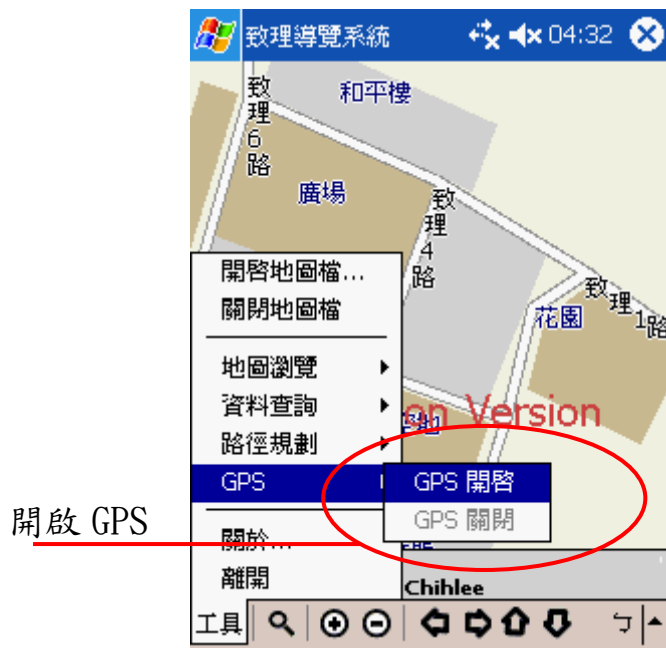 致理導覽系統 04:32
致理6路
和平樓
廣場
致理4路
致理1路
花園
開啓地圖檔...
關閉地圖檔
地圖瀏覽
資料查詢
路徑規劃
GPS
GPS 開啓
GPS 關閉
關於...
離開
on Version
Chihlee
工具
ㄅ
開啟 GPS